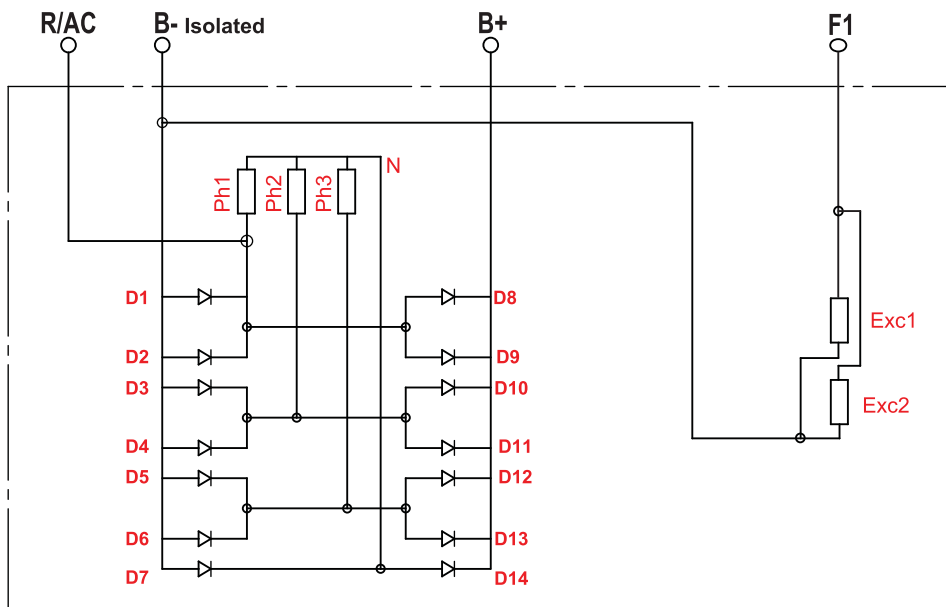 R/AC B- Isolated B+ F1
N
Ph1 Ph2 Ph3
D1 D8
Exc1
D2 D9
D3 D10
Exc2
D4 D11
D5 D12
D6 D13
D7 D14